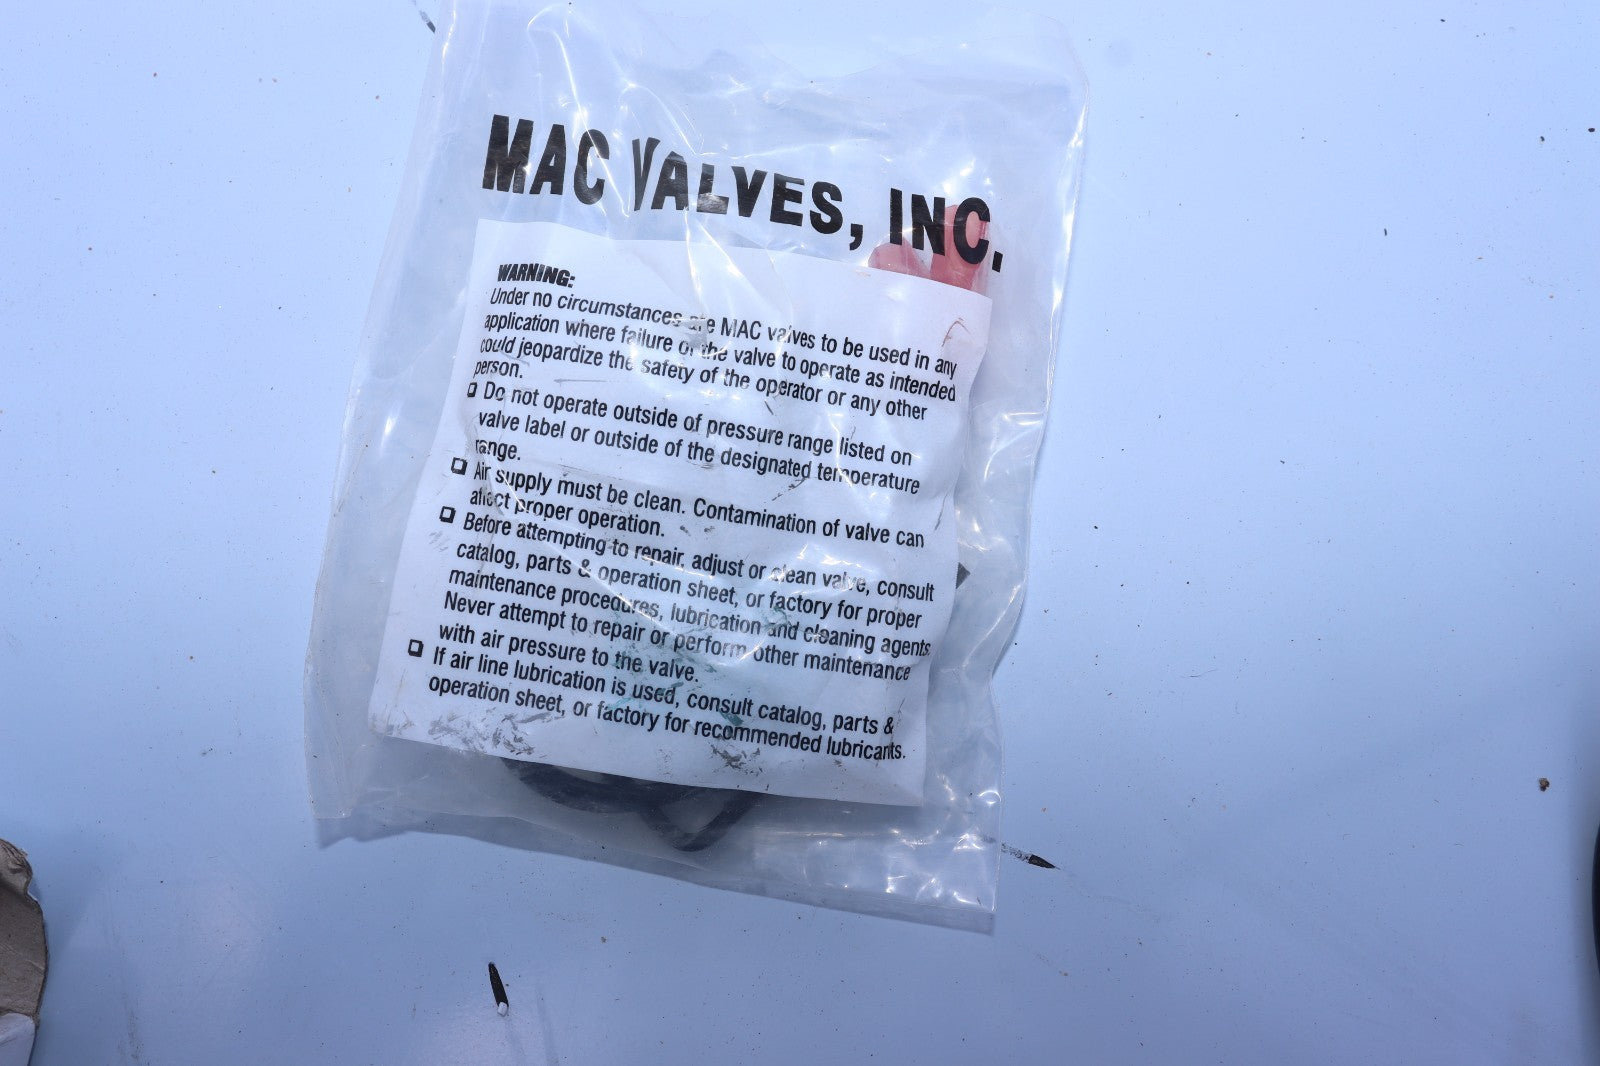 MAC VALVES, INC.
WARNING:
Under no circumstances are MAC valves to be used in any
application where failure of the valve to operate as intended
could jeopardize the safety of the operator or any other
person.
❑ Do not operate outside of pressure range listed on
valve label or outside of the designated temperature
range.
❑ Air supply must be clean. Contamination of valve can
affect proper operation.
❑ Before attempting to repair, adjust or clean valve, consult
catalog, parts & operation sheet, or factory for proper
maintenance procedures, lubrication and cleaning agents.
Never attempt to repair or perform other maintenance
with air pressure to the valve.
❑ If air line lubrication is used, consult catalog, parts &
operation sheet, or factory for recommended lubricants.